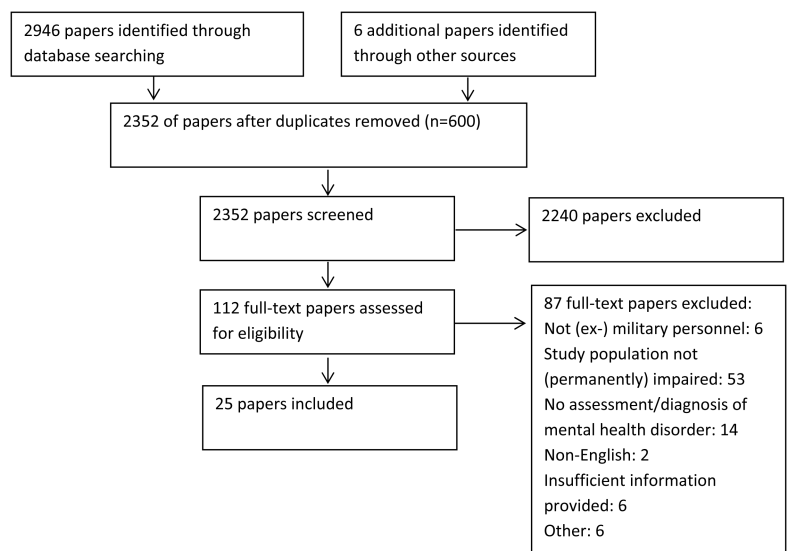 2946 papers identified through
database searching
6 additional papers identified
through other sources
2352 of papers after duplicates removed (n=600)
2352 papers screened
2240 papers excluded
112 full-text papers assessed
for eligibility
87 full-text papers excluded:
Not (ex-) military personnel: 6
Study population not
(permanently) impaired: 53
No assessment/diagnosis of
mental health disorder: 14
Non-English: 2
Insufficient information
provided: 6
Other: 6
25 papers included